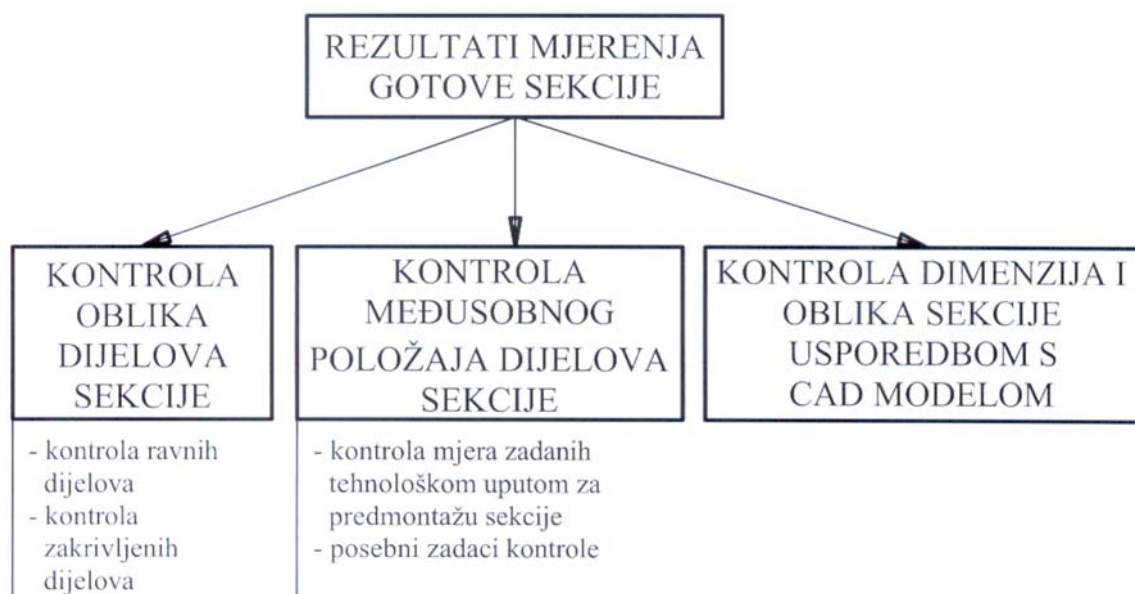 REZULTATI MJERENJA
GOTOVE SEKCIJE
KONTROLA
OBLIKA
DIJELOVA
SEKCIJE
- kontrola ravnih
dijelova
- kontrola
zakrivljenih
dijelova
KONTROLA
MEĐUSOBNOG
POLOŽAJA DIJELOVA
SEKCIJE
- kontrola mjera zadanih
tehnološkom uputom za
predmontažu sekcije
- posebni zadaci kontrole
KONTROLA DIMENZIJA I
OBLIKA SEKCIJE
USPOREDBOM S
CAD MODELOM